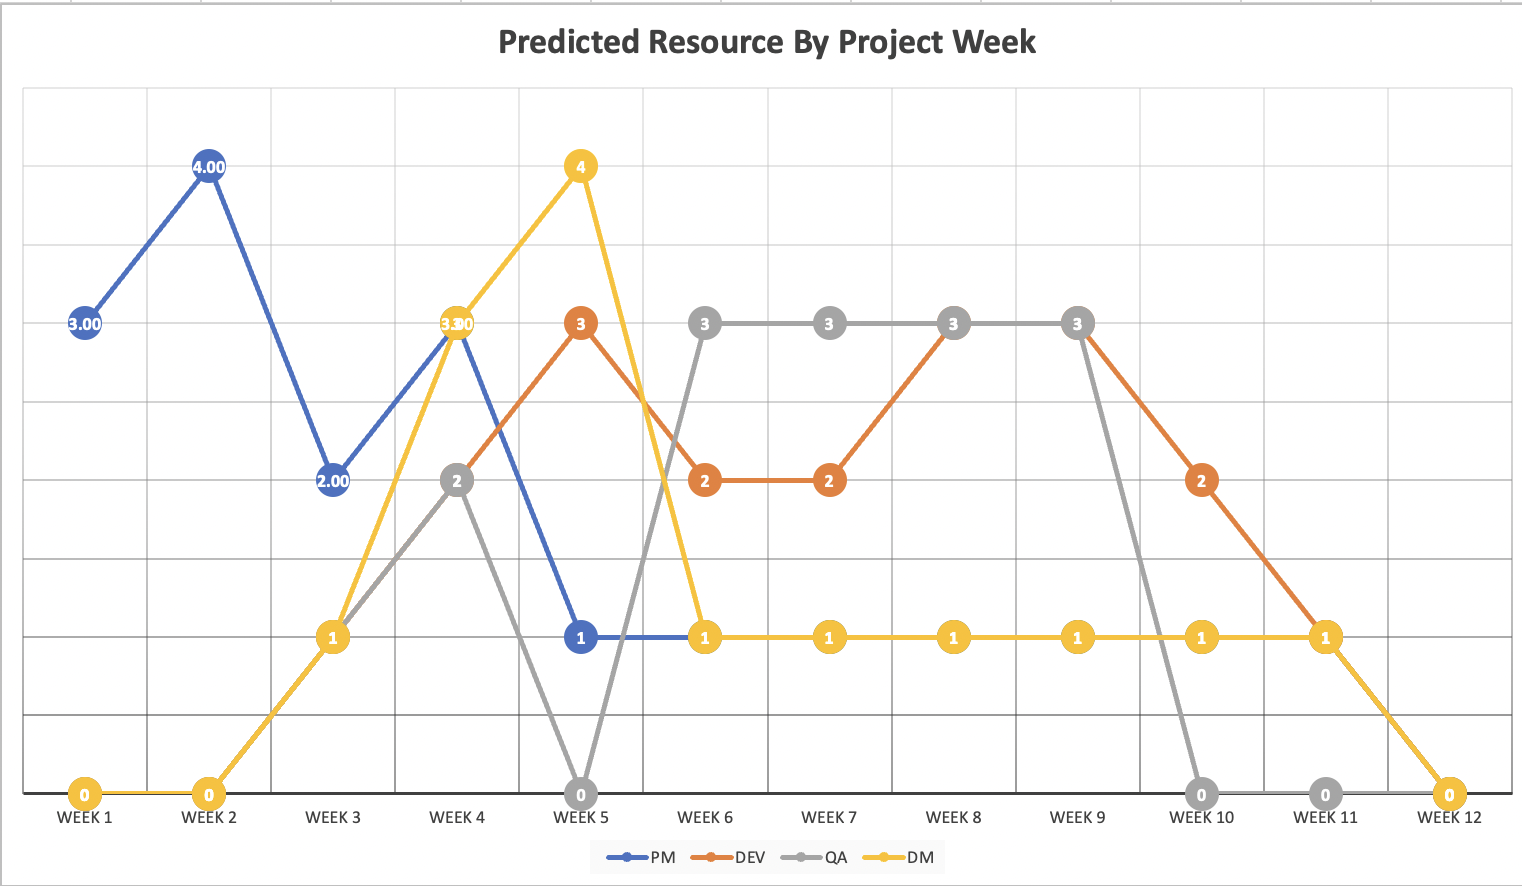 Predicted Resource By Project Week
4.00 4
3.00 3.00 3 3 3 3 3
2.00 2 2 2 2
1 1 1 1 1 1 1 1
0 0 0 0 0 0
WEEK 1 WEEK 2 WEEK 3 WEEK 4 WEEK 5 WEEK 6 WEEK 7 WEEK 8 WEEK 9 WEEK 10 WEEK 11 WEEK 12
PM DEV QA DM